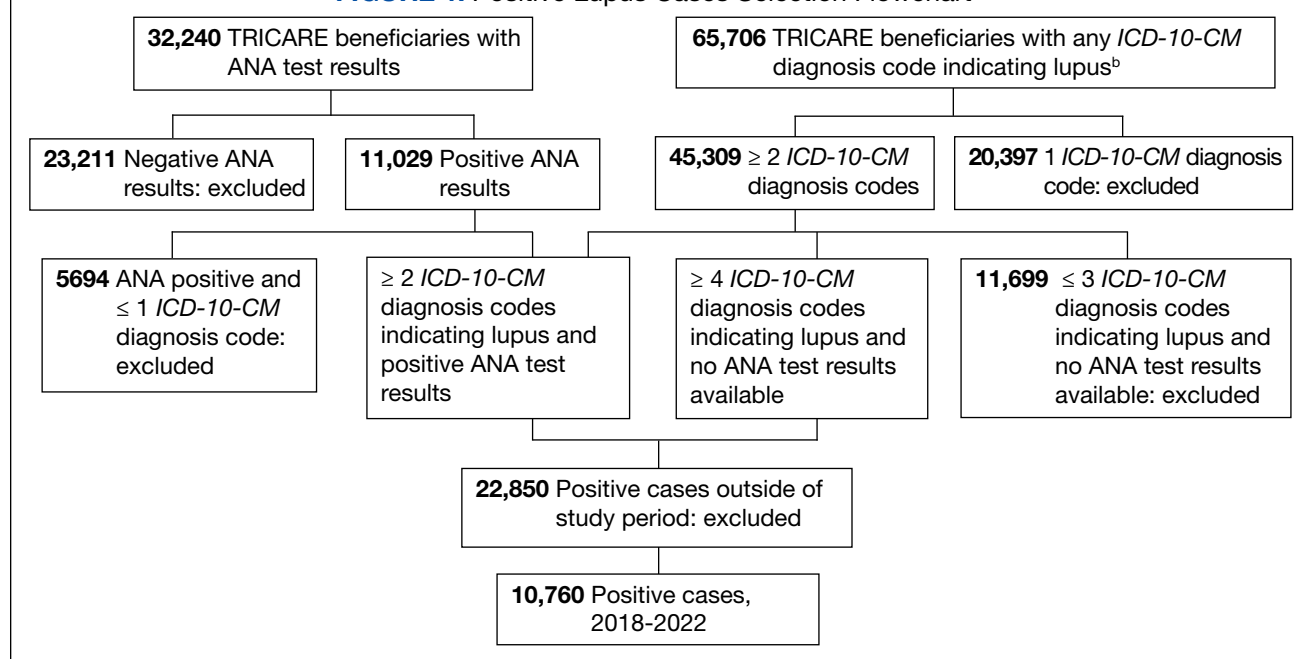 32,240 TRICARE beneficiaries with
ANA test results
65,706 TRICARE beneficiaries with any ICD-10-CM
diagnosis code indicating lupusᵇ
23,211 Negative ANA
results: excluded
11,029 Positive ANA
results
45,309 ≥ 2 ICD-10-CM
diagnosis codes
20,397 1 ICD-10-CM diagnosis
code: excluded
5694 ANA positive and
≤ 1 ICD-10-CM
diagnosis code:
excluded
≥ 2 ICD-10-CM
diagnosis codes
indicating lupus and
positive ANA test
results
≥ 4 ICD-10-CM
diagnosis codes
indicating lupus and
no ANA test results
available
11,699 ≤ 3 ICD-10-CM
diagnosis codes
indicating lupus and
no ANA test results
available: excluded
22,850 Positive cases outside of
study period: excluded
10,760 Positive cases,
2018-2022